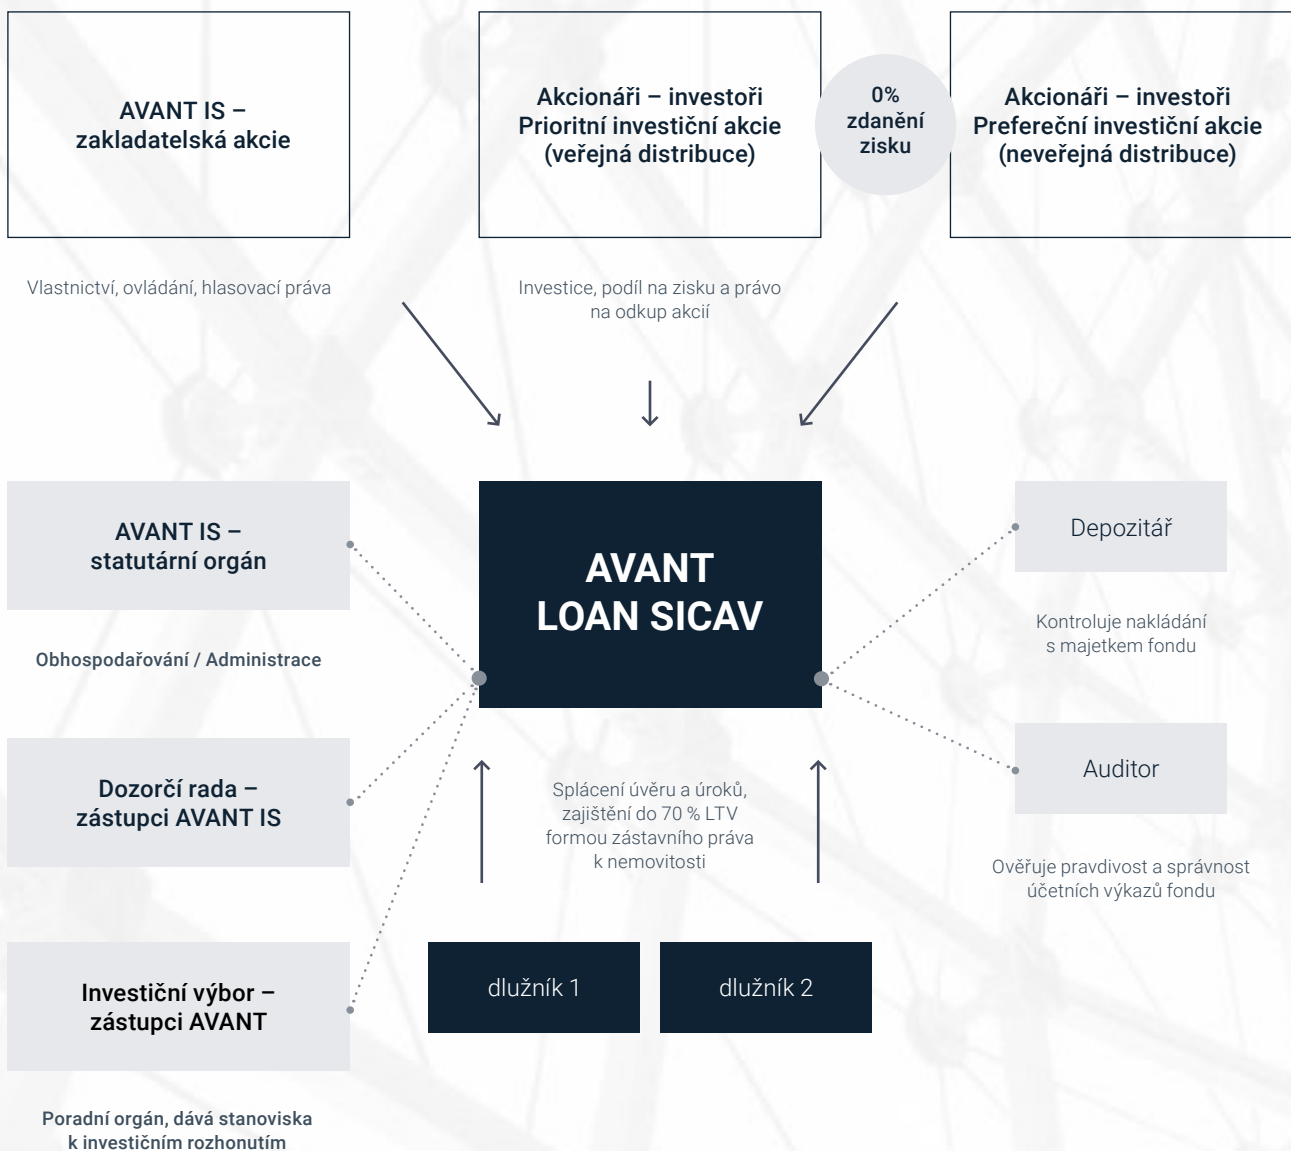 AVANT IS –
zakladatelská akcie
Akcionáři – investoři
Prioritní investiční akcie
(veřejná distribuce)
0%
zdanění
zisku
Akcionáři – investoři
Prefereční investiční akcie
(neveřejná distribuce)
Vlastnictví, ovládání, hlasovací práva
Investice, podíl na zisku a právo
na odkup akcií
AVANT IS –
statutární orgán
AVANT
LOAN SICAV
Depozitář
Kontroluje nakládání
s majetkem fondu
Obhospodařování / Administrace
Dozorčí rada –
zástupci AVANT IS
Splácení úvěru a úroků,
zajištění do 70 % LTV
formou zástavního práva
k nemovitosti
Auditor
Ověřuje pravdivost a správnost
účetních výkazů fondu
Investiční výbor –
zástupci AVANT
dlužník 1
dlužník 2
Poradní orgán, dává stanoviska
k investičním rozhonutím